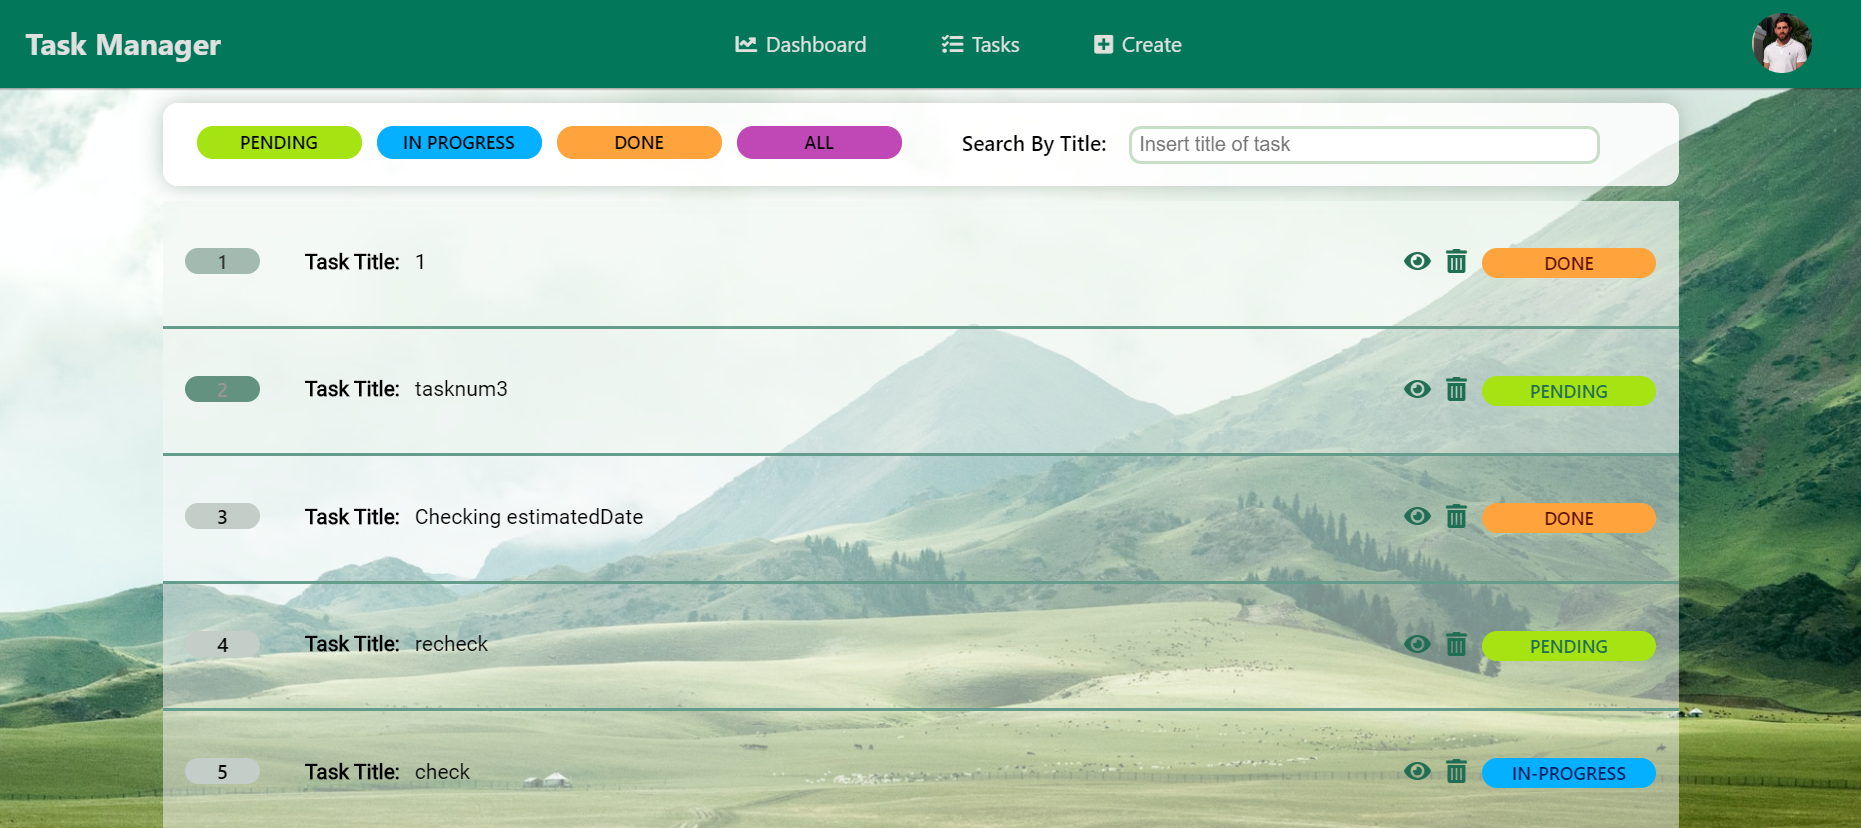 Task Manager
Dashboard
Tasks
Create
PENDING
IN PROGRESS
DONE
ALL
Search By Title:
Insert title of task
1 Task Title: 1 DONE
2 Task Title: tasknum3 PENDING
3 Task Title: Checking estimatedDate DONE
4 Task Title: recheck PENDING
5 Task Title: check IN-PROGRESS